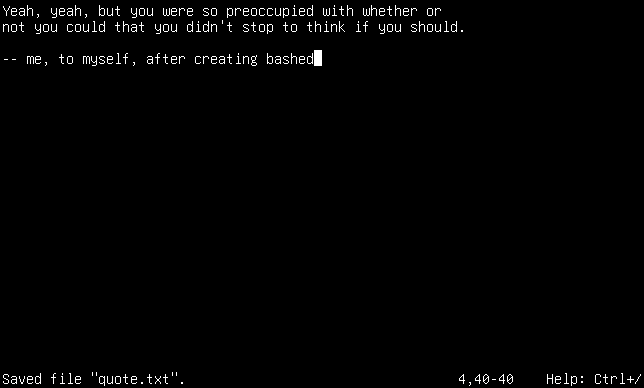 Yeah, yeah, but you were so preoccupied with whether or
not you could that you didn't stop to think if you should.
-- me, to myself, after creating bashed
Saved file "quote.txt". 4,40-40 Help: Ctrl+/